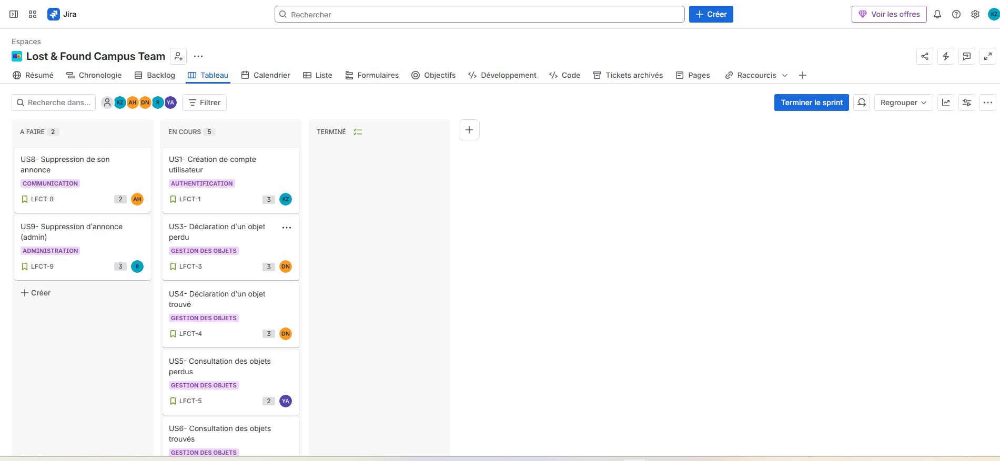 Jira
Rechercher
Créer
Voir les offres
KZ
Espaces
Lost & Found Campus Team
Résumé
Chronologie
Backlog
Tableau
Calendrier
Liste
Formulaires
Objectifs
Développement
Code
Tickets archivés
Pages
Raccourcis
Recherche dans...
KZ
AH
DN
R
YA
Filtrer
Terminer le sprint
Regrouper
A FAIRE 2
US8- Suppression de son
annonce
COMMUNICATION
LFCT-8
2
AH
US9- Suppression d'annonce
(admin)
ADMINISTRATION
LFCT-9
3
R
Créer
EN COURS 5
US1- Création de compte
utilisateur
AUTHENTIFICATION
LFCT-1
3
KZ
US3- Déclaration d'un objet
perdu
GESTION DES OBJETS
LFCT-3
3
DN
US4- Déclaration d'un objet
trouvé
GESTION DES OBJETS
LFCT-4
3
DN
US5- Consultation des objets
perdus
GESTION DES OBJETS
LFCT-5
2
YA
US6- Consultation des objets
trouvés
GESTION DES OBJETS
TERMINÉ